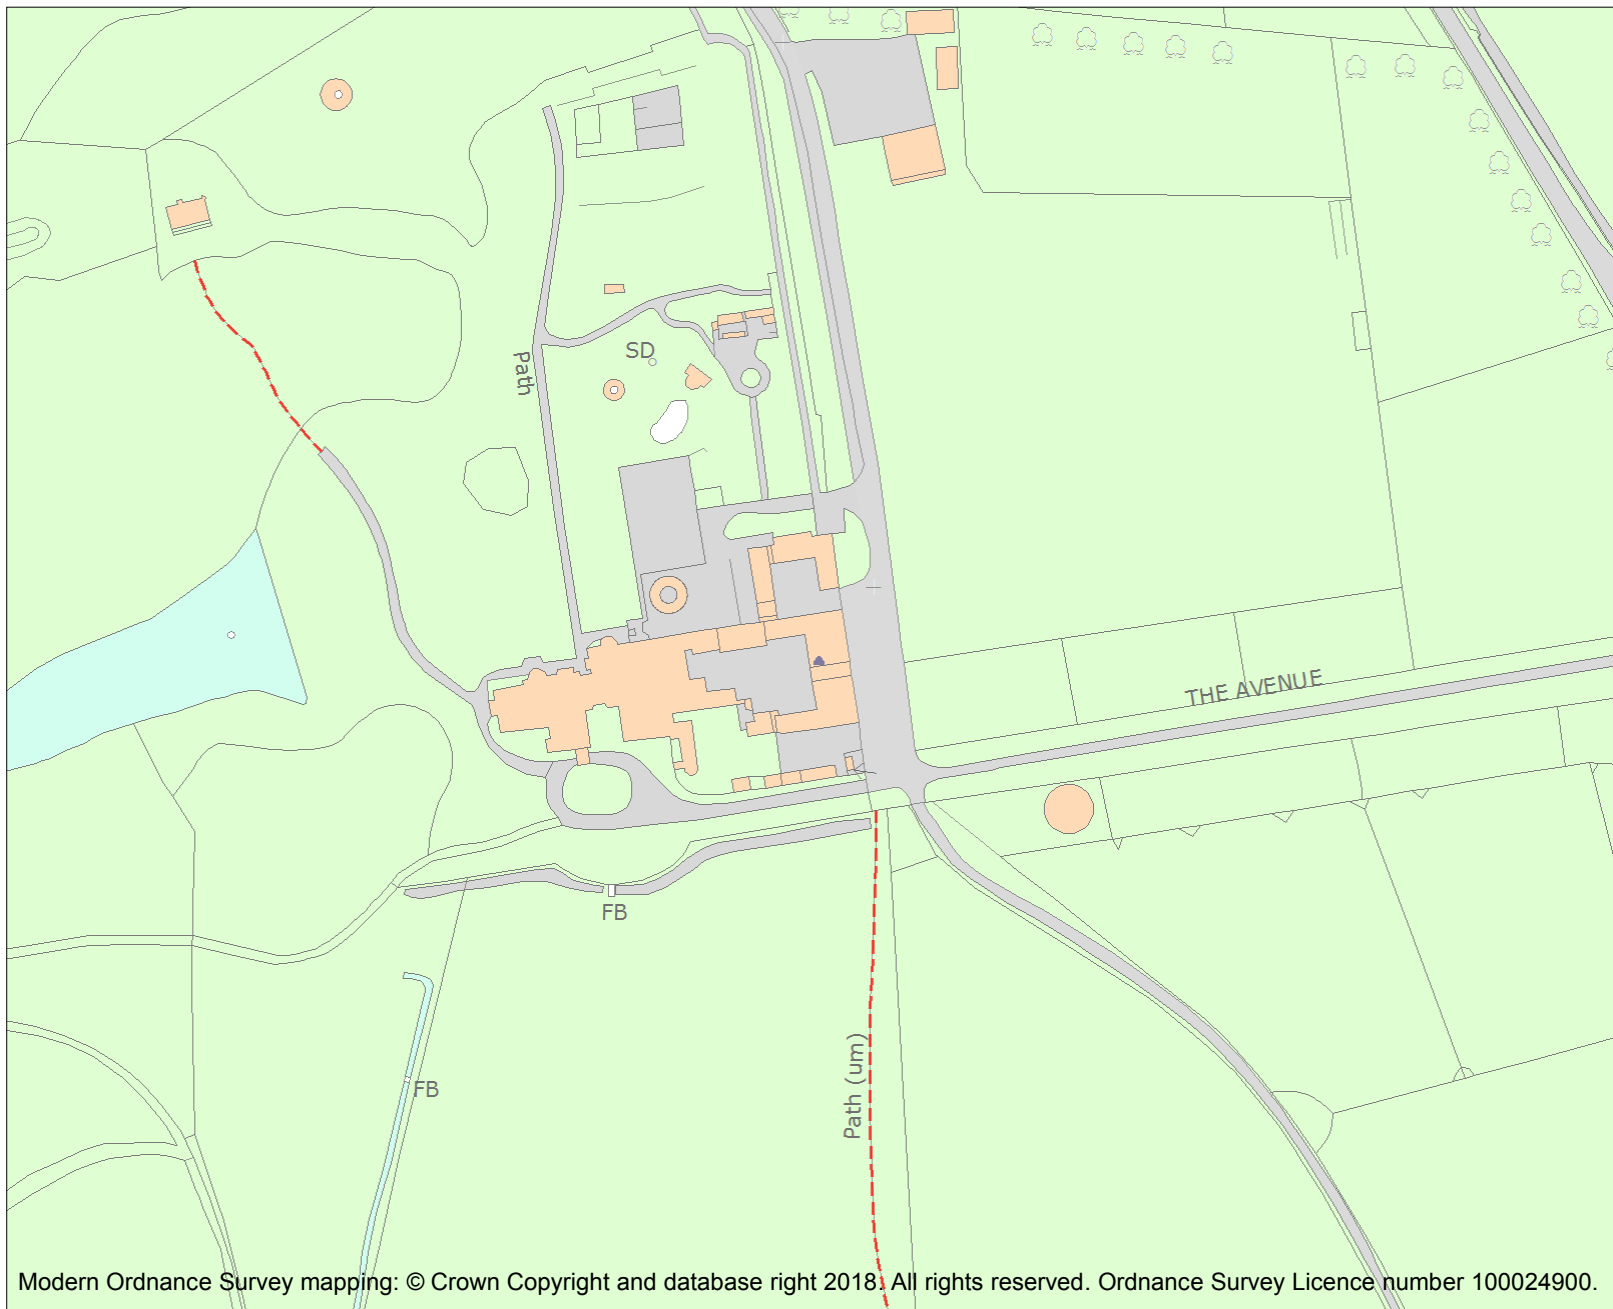 SD
Path
THE AVENUE
FB
Path (um)
FB
Modern Ordnance Survey mapping: © Crown Copyright and database right 2018. All rights reserved. Ordnance Survey Licence number 100024900.